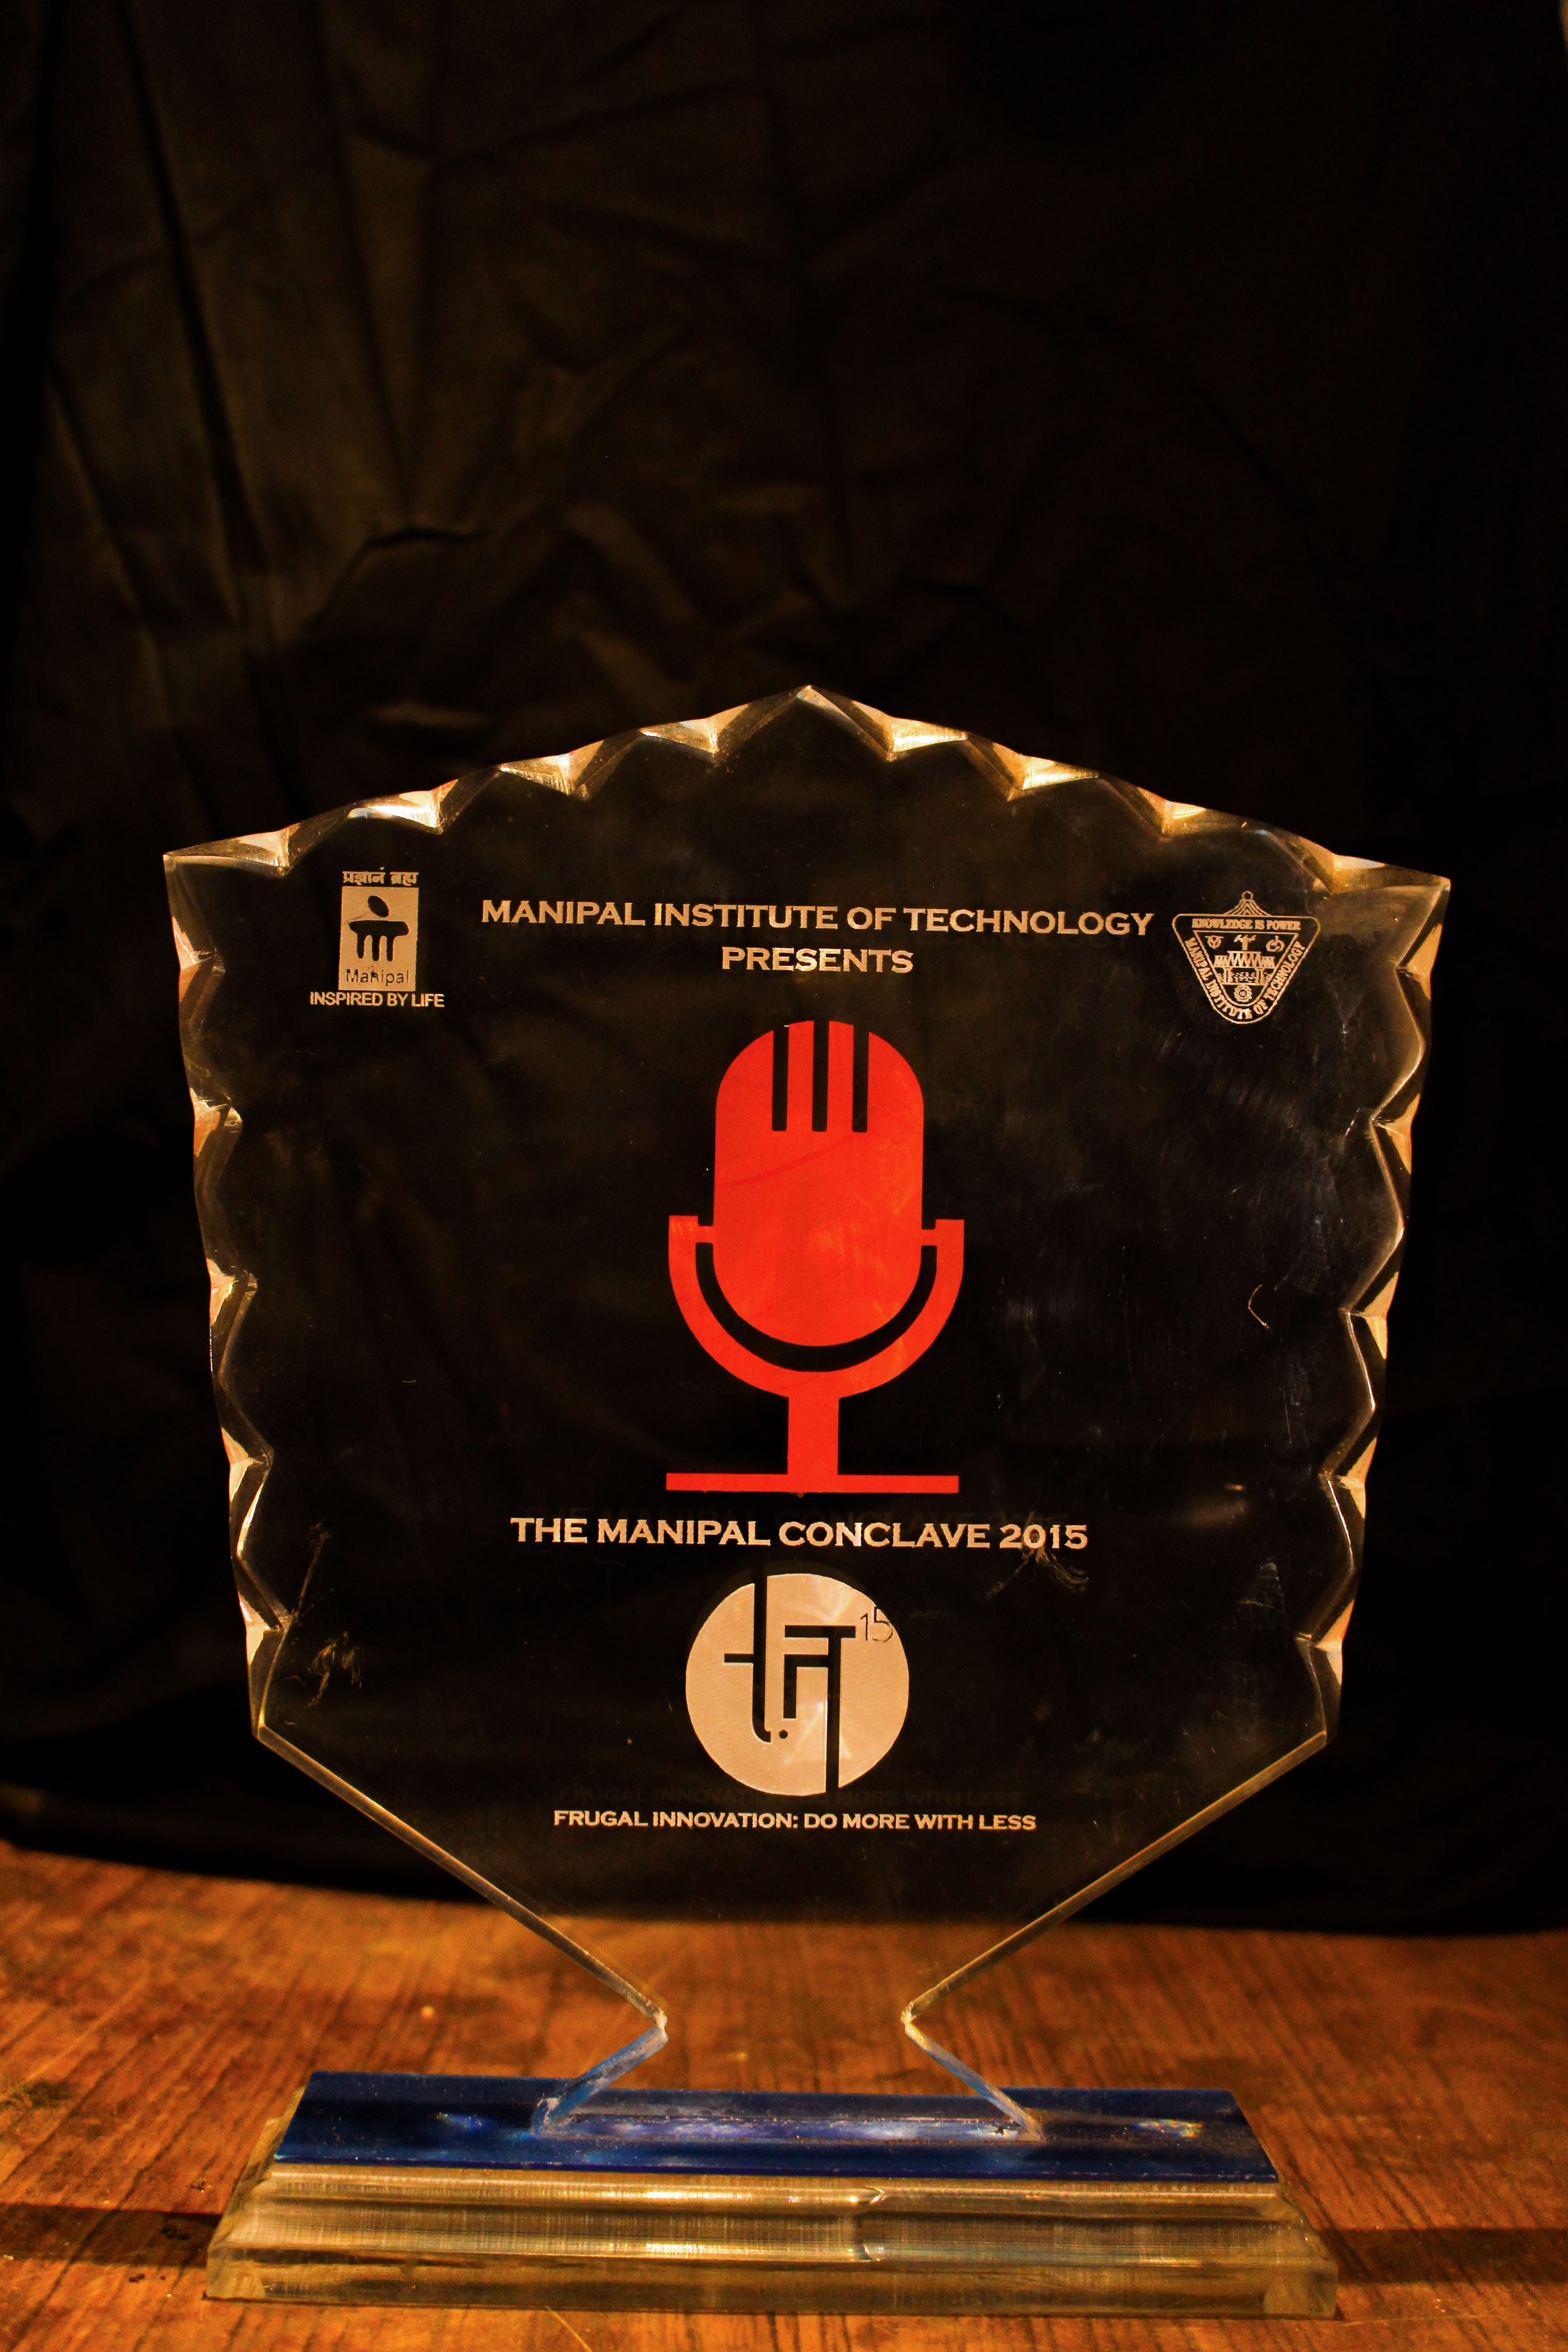 प्रज्ञानं ब्रह्म
Manipal
INSPIRED BY LIFE
MANIPAL INSTITUTE OF TECHNOLOGY
PRESENTS
KNOWLEDGE IS POWER
MANIPAL INSTITUTE OF TECHNOLOGY
THE MANIPAL CONCLAVE 2015
15
FRUGAL INNOVATION: DO MORE WITH LESS